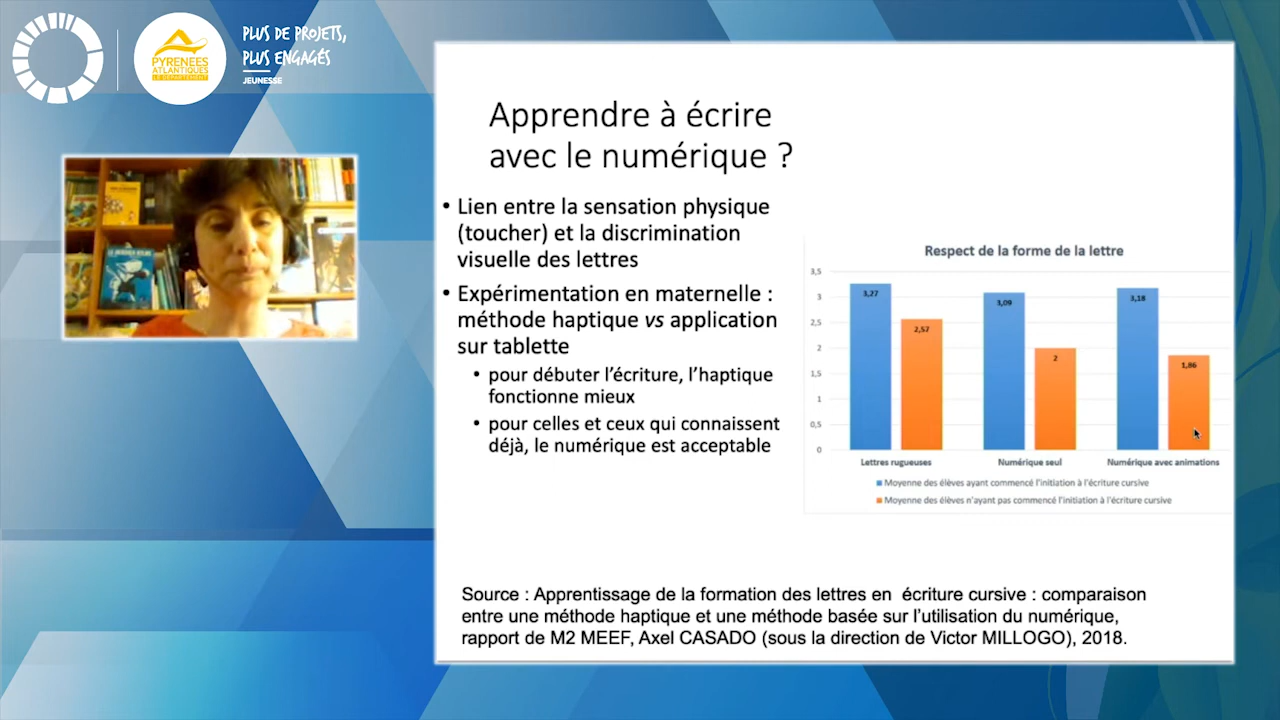 PLUS DE PROJETS,
PLUS ENGAGÉS
JEUNESSE
PYRENEES
ATLANTIQUES
LE DEPARTEMENT
Apprendre à écrire
avec le numérique ?
• Lien entre la sensation physique
(toucher) et la discrimination
visuelle des lettres
• Expérimentation en maternelle :
méthode haptique vs application
sur tablette
• pour débuter l'écriture, l'haptique
fonctionne mieux
• pour celles et ceux qui connaissent
déjà, le numérique est acceptable
Respect de la forme de la lettre
3,5
3
2,5
2
1,5
1
0,5
0
3,27
2,57
3,09
2
3,18
1,86
Lettres rugueuses
Numérique seul
Numérique avec animations
Moyenne des élèves ayant commencé l'initiation à l'écriture cursive
Moyenne des élèves n'ayant pas commencé l'initiation à l'écriture cursive
Source : Apprentissage de la formation des lettres en écriture cursive : comparaison
entre une méthode haptique et une méthode basée sur l'utilisation du numérique,
rapport de M2 MEEF, Axel CASADO (sous la direction de Victor MILLOGO), 2018.